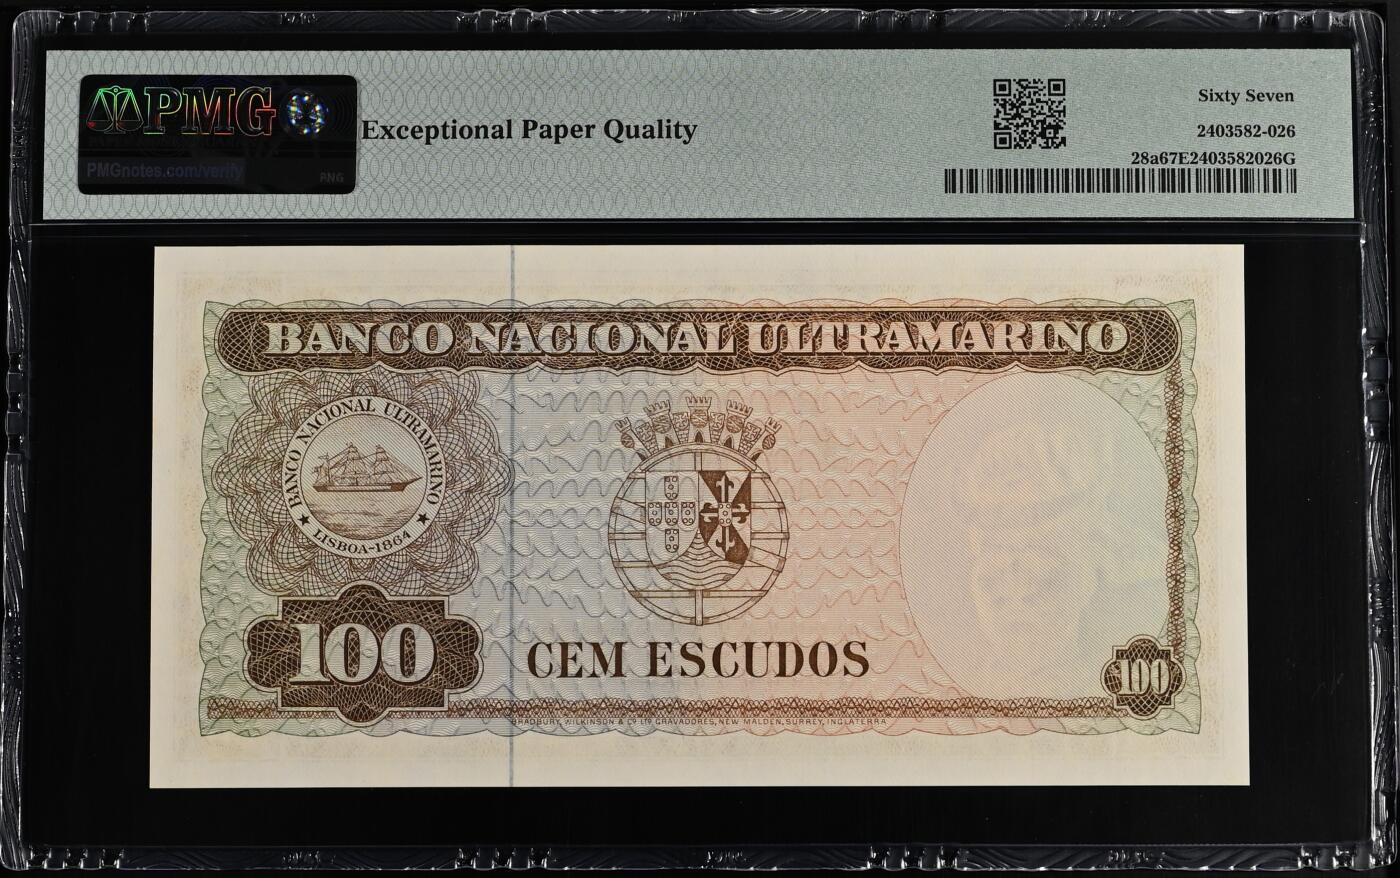 PMG
PMGnotes.com/verify
PNG
Exceptional Paper Quality
Sixty Seven
2403582-026
28a67E2403582026G
BANCO NACIONAL ULTRAMARINO
BANCO NACIONAL ULTRAMARINO
★ LISBOA-1864 ★
100
CEM ESCUDOS
100
BRADBURY, WILKINSON & Cº LTD GRAVADORES, NEW MALDEN, SURREY, INGLATERRA